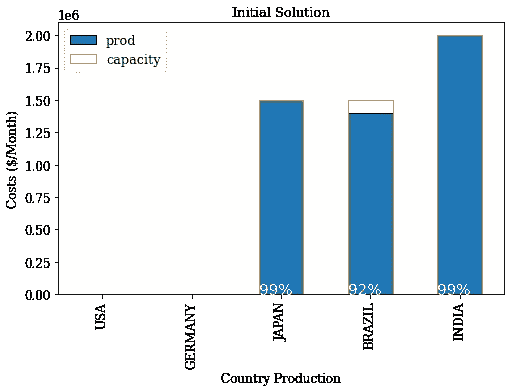 Initial Solution
1e6
prod
capacity
2.00
1.75
1.50
1.25
1.00
0.75
0.50
0.25
0.00
Costs ($/Month)
99%
92%
99%
USA
GERMANY
JAPAN
BRAZIL
INDIA
Country Production